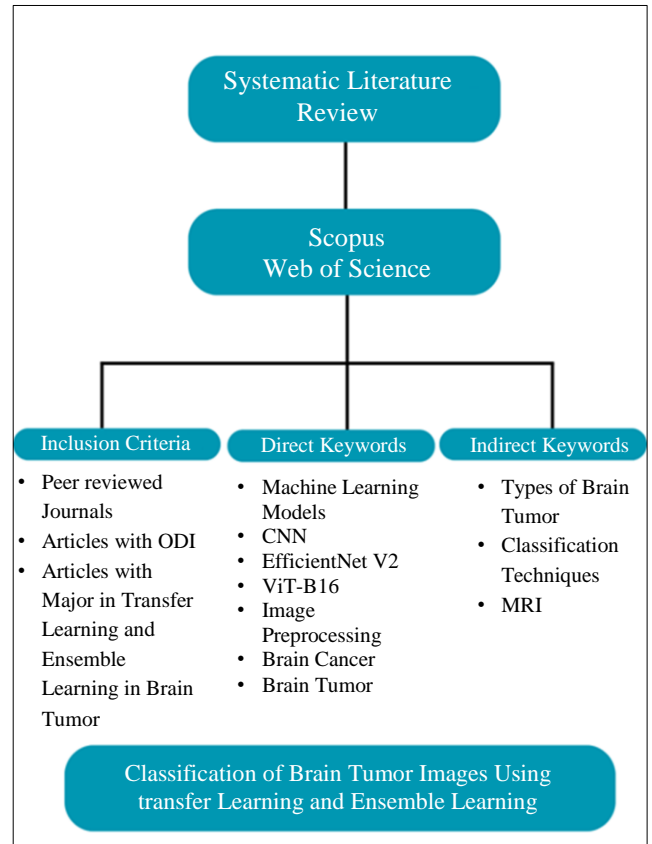 Systematic Literature
Review
Scopus
Web of Science
Inclusion Criteria
• Peer reviewed
Journals
• Articles with ODI
• Articles with
Major in Transfer
Learning and
Ensemble
Learning in Brain
Tumor
Direct Keywords
• Machine Learning
Models
• CNN
• EfficientNet V2
• ViT-B16
• Image
Preprocessing
• Brain Cancer
• Brain Tumor
Indirect Keywords
• Types of Brain
Tumor
• Classification
Techniques
• MRI
Classification of Brain Tumor Images Using
transfer Learning and Ensemble Learning